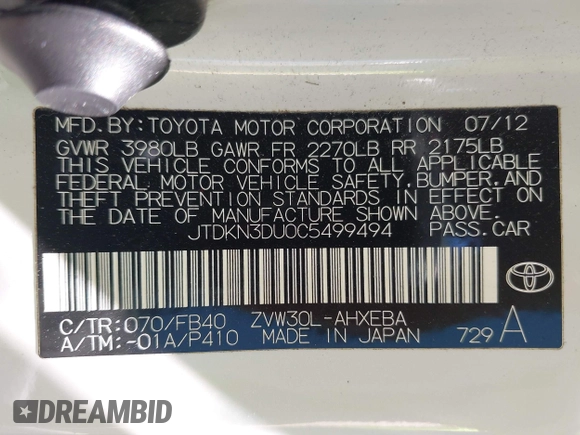 MFD.BY:TOYOTA MOTOR CORPORATION 07/12
GVWR 3980LB GAWR FR 2270LB RR 2175LB
THIS VEHICLE CONFORMS TO ALL APPLICABLE
FEDERAL MOTOR VEHICLE SAFETY,BUMPER,AND
THEFT PREVENTION STANDARDS IN EFFECT ON
THE DATE OF MANUFACTURE SHOWN ABOVE.
JTDKN3DU0C5499494 PASS.CAR
C/TR:070/FB40 ZVW30L-AHXEBA
A/TM:-01A/P410 MADE IN JAPAN 729 A
TOYOTA
DREAMBID